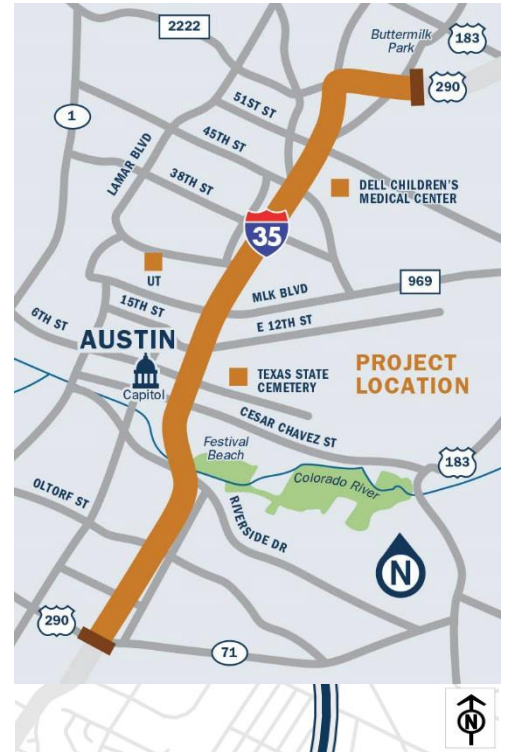 2222
Buttermilk
Park
183
290
1
51ST ST
45TH ST
LAMAR BLVD
38TH ST
DELL CHILDREN'S
MEDICAL CENTER
35
UT
MLK BLVD
969
15TH ST
6TH ST
E 12TH ST
AUSTIN
Capitol
TEXAS STATE
CEMETERY
PROJECT
LOCATION
CESAR CHAVEZ ST
Festival
Beach
183
Colorado River
OLTORF ST
RIVERSIDE DR
N
290
71
N